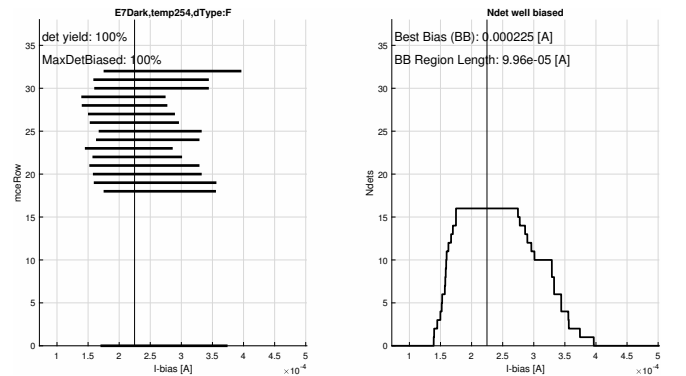 E7Dark,temp254,dType:F
det yield: 100%
MaxDetBiased: 100%
mceRow
35
30
25
20
15
10
5
0
1 1.5 2 2.5 3 3.5 4 4.5 5
I-bias [A]
×10^-4
Ndet well biased
Best Bias (BB): 0.000225 [A]
BB Region Length: 9.96e-05 [A]
Ndets
35
30
25
20
15
10
5
0
1 1.5 2 2.5 3 3.5 4 4.5 5
I-bias [A]
×10^-4